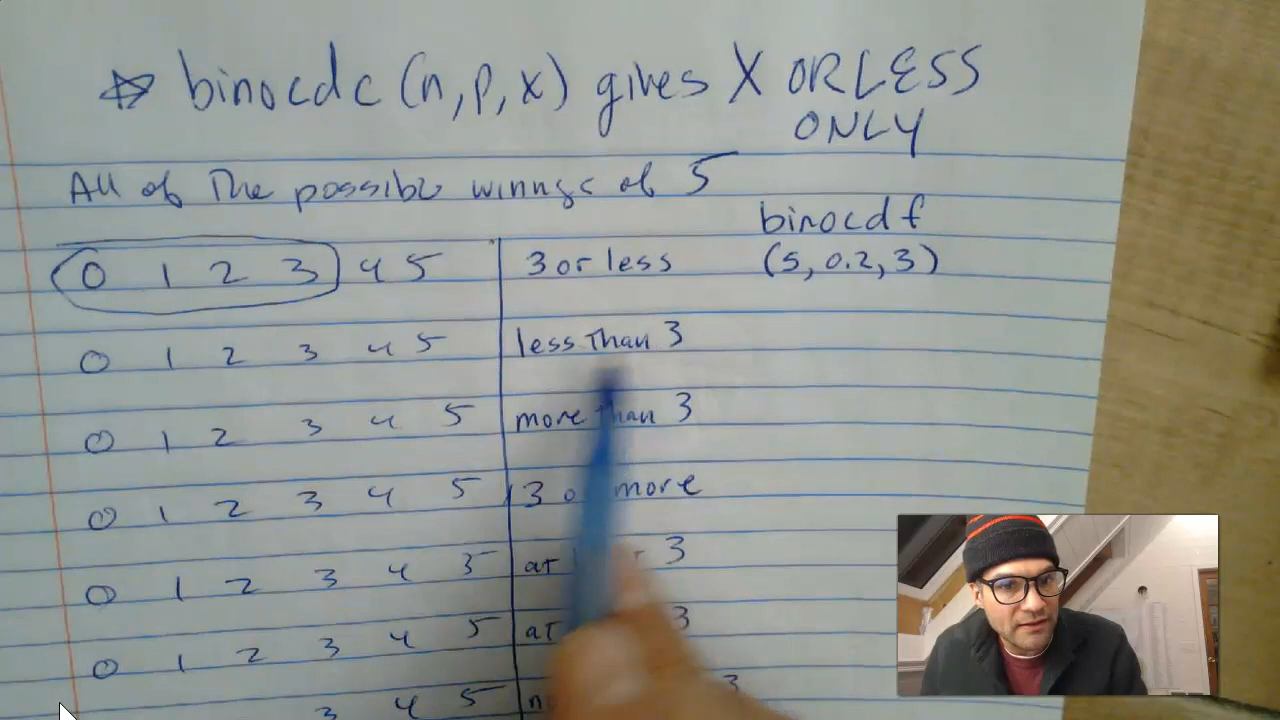 ☆ binocdc (n, p, x) gives X OR LESS
ONLY
All of The possible winngs of 5
binocdf
0 1 2 3 4 5 3 or less (5, 0.2, 3)
0 1 2 3 4 5 less Than 3
0 1 2 3 4 5 more than 3
0 1 2 3 4 5 3 or more
0 1 2 3 4 5 at 3
0 1 2 3 4 5 at 3
3 4 5 3